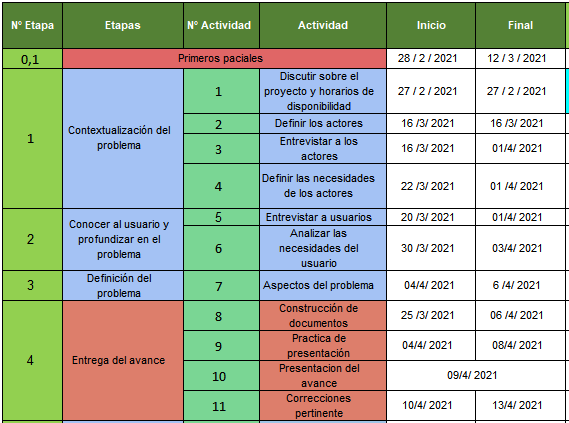 N° Etapa Etapas N° Actividad Actividad Inicio Final
0,1 Primeros paciales 28 / 2 / 2021 12 / 3 / 2021
1 Contextualización del problema 1 Discutir sobre el proyecto y horarios de disponibilidad 27 / 2 / 2021 27 / 2 / 2021
2 Definir los actores 16 /3/ 2021 16 /3/ 2021
3 Entrevistar a los actores 16 /3/ 2021 01/4/ 2021
4 Definir las necesidades de los actores 22 /3/ 2021 01 /4/ 2021
2 Conocer al usuario y profundizar en el problema 5 Entrevistar a usuarios 20 /3/ 2021 01/4/ 2021
6 Analizar las necesidades del usuario 30 /3/ 2021 03/4/ 2021
3 Definición del problema 7 Aspectos del problema 04/4/ 2021 6 /4/ 2021
4 Entrega del avance 8 Construcción de documentos 25 /3/ 2021 06 /4/ 2021
9 Practica de presentación 04/4/ 2021 08/4/ 2021
10 Presentacion del avance 09/4/ 2021
11 Correcciones pertinente 10/4/ 2021 13/4/ 2021